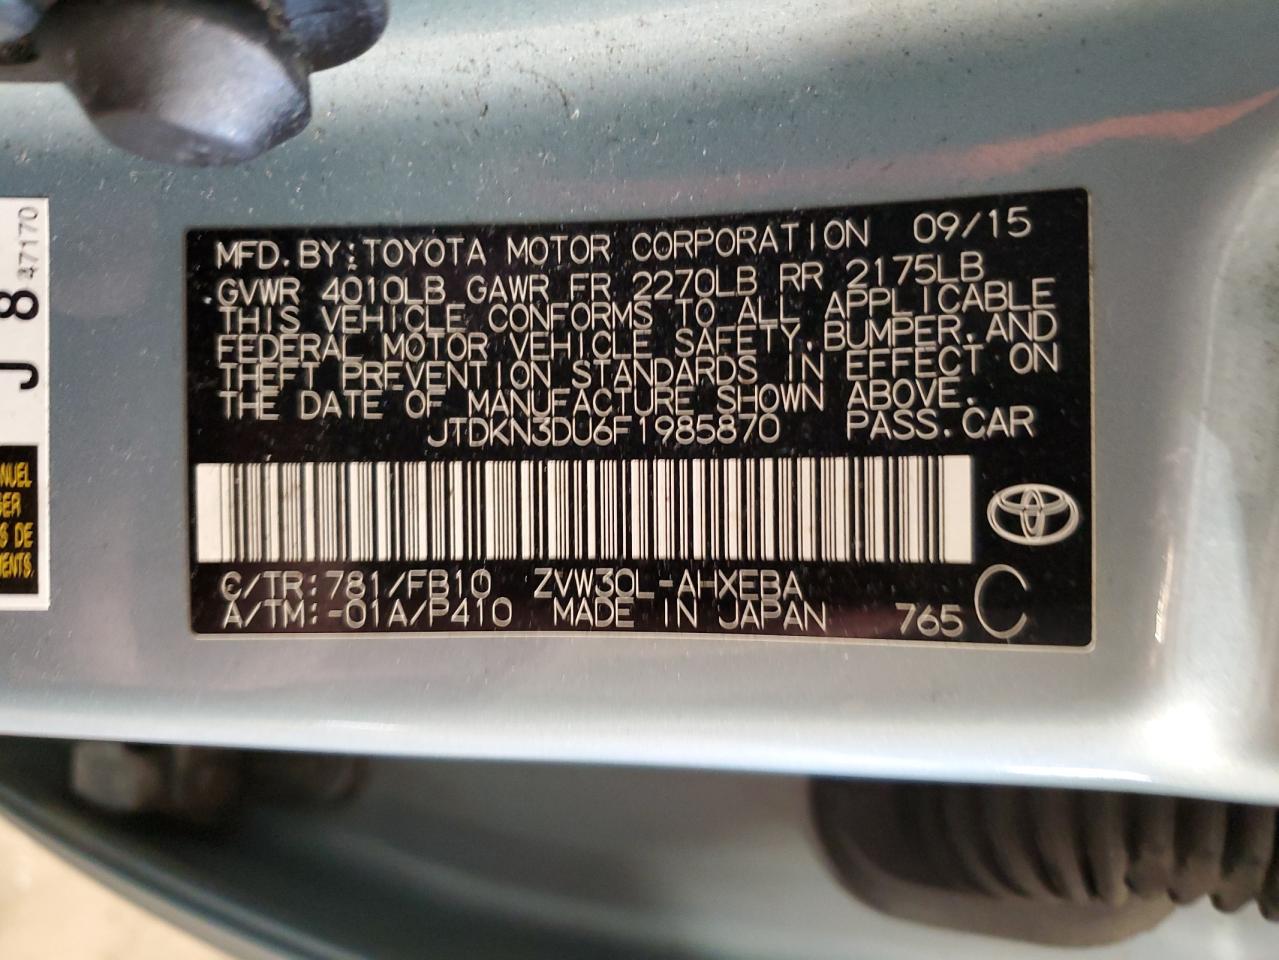 MFD. BY: TOYOTA MOTOR CORPORATION 09/15
GVWR 4010LB GAWR FR 2270LB RR 2175LB
THIS VEHICLE CONFORMS TO ALL APPLICABLE
FEDERAL MOTOR VEHICLE SAFETY, BUMPER, AND
THEFT PREVENTION STANDARDS IN EFFECT ON
THE DATE OF MANUFACTURE SHOWN ABOVE.
JTDKN3DU6F1985870 PASS. CAR
C/TR: 781/FB10 ZVW30L-AHXEBA
A/TM: -01A/P410 MADE IN JAPAN 765 C
J 8
47170
DE